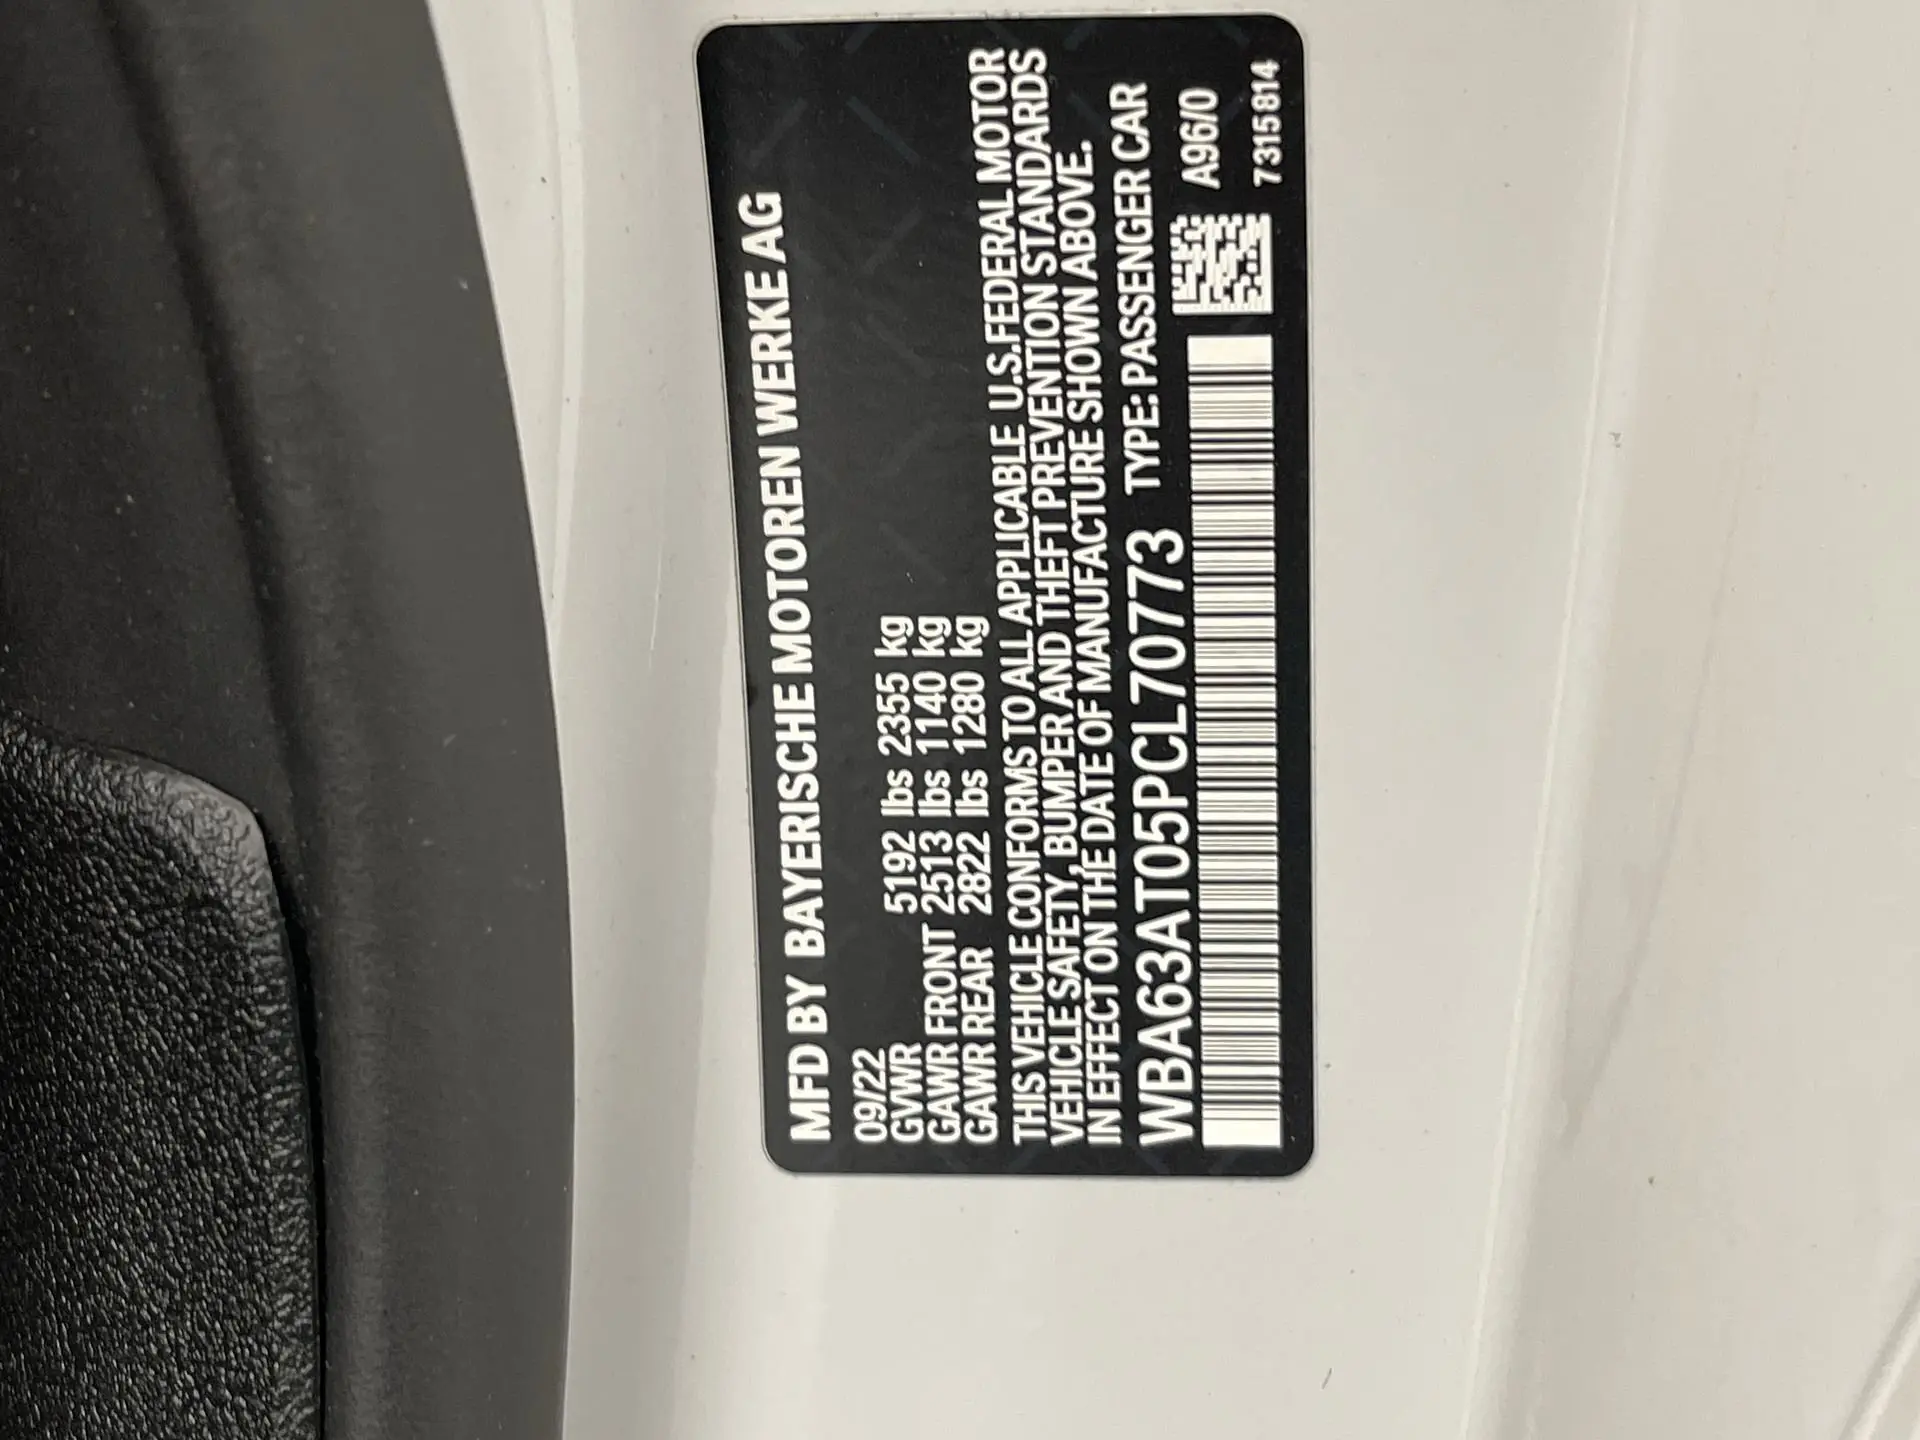 MFD BY BAYERISCHE MOTOREN WERKE AG
09/22
GVWR 5192 lbs 2355 kg
GAWR FRONT 2513 lbs 1140 kg
GAWR REAR 2822 lbs 1280 kg
THIS VEHICLE CONFORMS TO ALL APPLICABLE U.S.FEDERAL MOTOR
VEHICLE SAFETY, BUMPER AND THEFT PREVENTION STANDARDS
IN EFFECT ON THE DATE OF MANUFACTURE SHOWN ABOVE.
WBA63AT05PCL70773 TYPE: PASSENGER CAR
A96/0
7315814